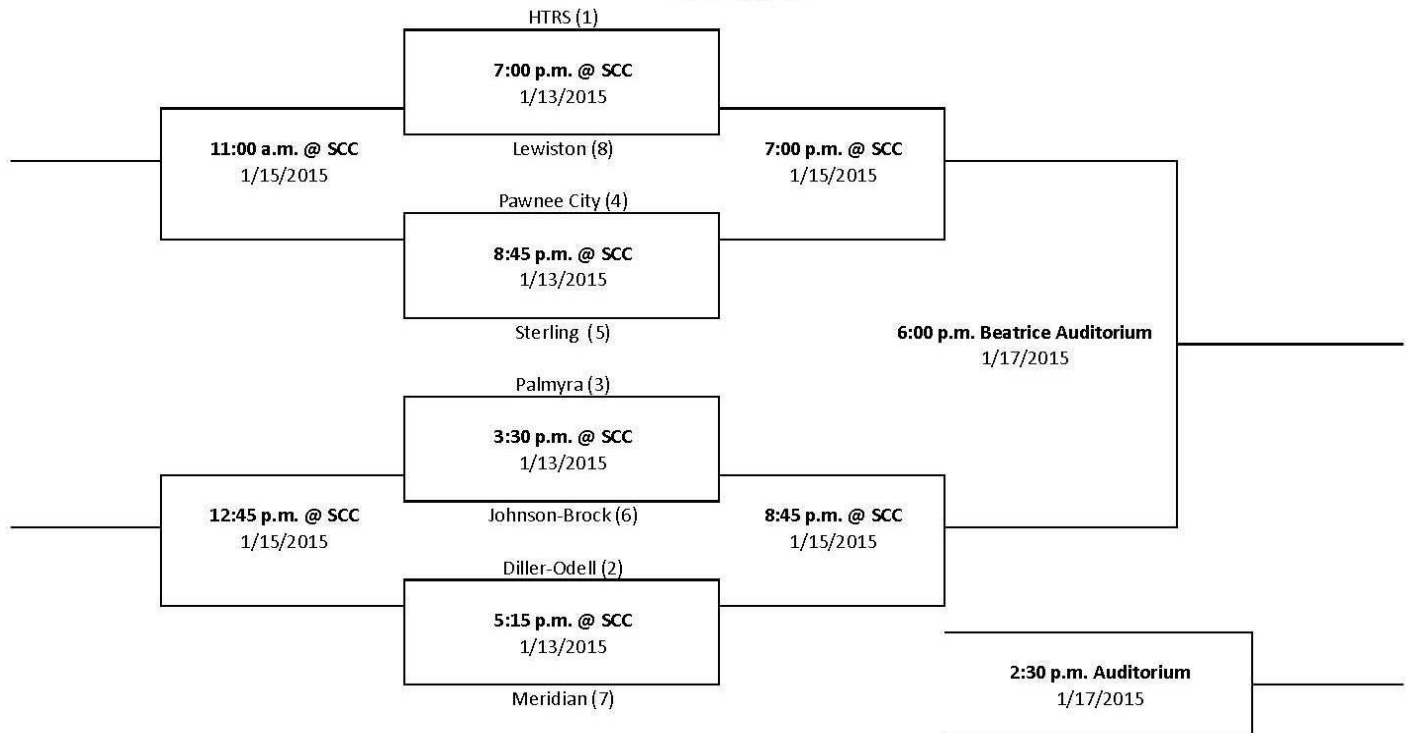 HTRS (1)
7:00 p.m. @ SCC
1/13/2015
11:00 a.m. @ SCC
1/15/2015
Lewiston (8)
7:00 p.m. @ SCC
1/15/2015
Pawnee City (4)
8:45 p.m. @ SCC
1/13/2015
Sterling (5)
6:00 p.m. Beatrice Auditorium
1/17/2015
Palmyra (3)
3:30 p.m. @ SCC
1/13/2015
12:45 p.m. @ SCC
1/15/2015
Johnson-Brock (6)
8:45 p.m. @ SCC
1/15/2015
Diller-Odell (2)
5:15 p.m. @ SCC
1/13/2015
Meridian (7)
2:30 p.m. Auditorium
1/17/2015